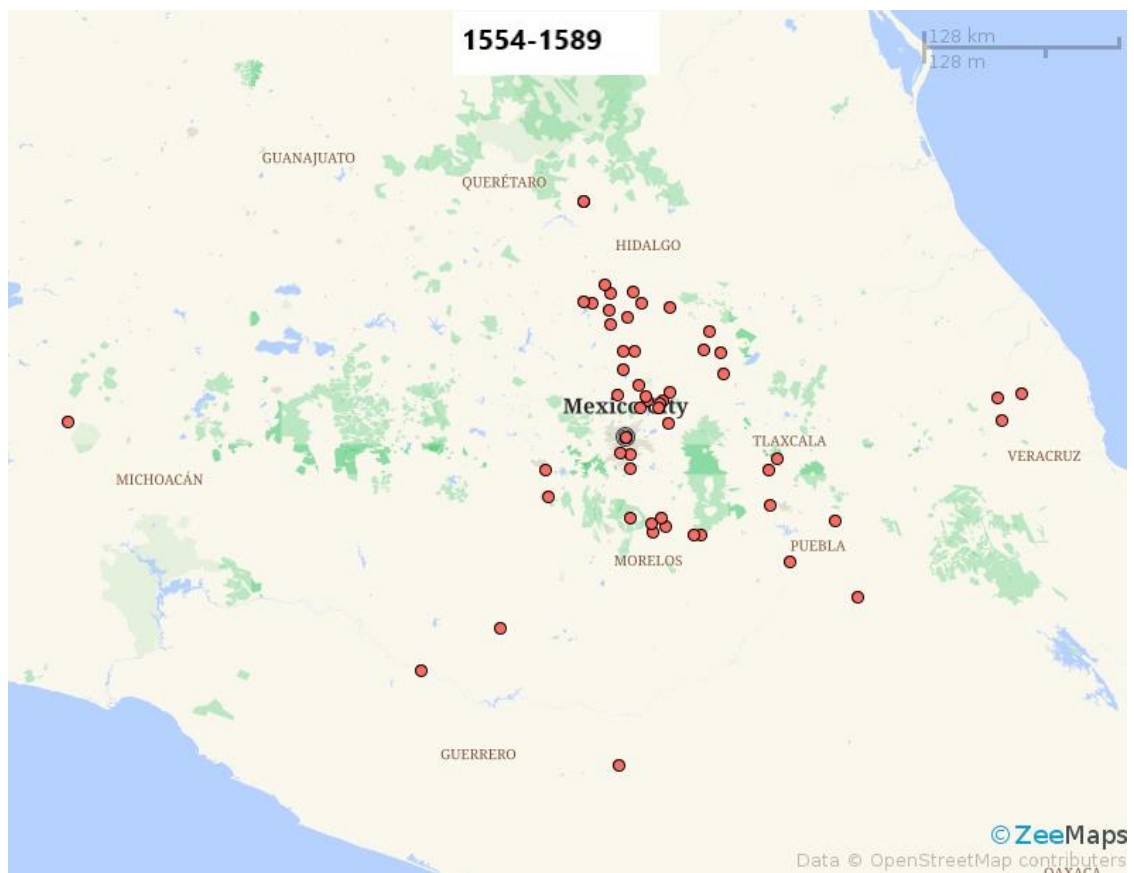 1554-1589
128 km
128 m
GUANAJUATO
QUERÉTARO
HIDALGO
Mexico City
TLAXCALA
VERACRUZ
MICHOACÁN
PUEBLA
MORELOS
GUERRERO
© ZeeMaps
Data © OpenStreetMap contributors
OAXACA